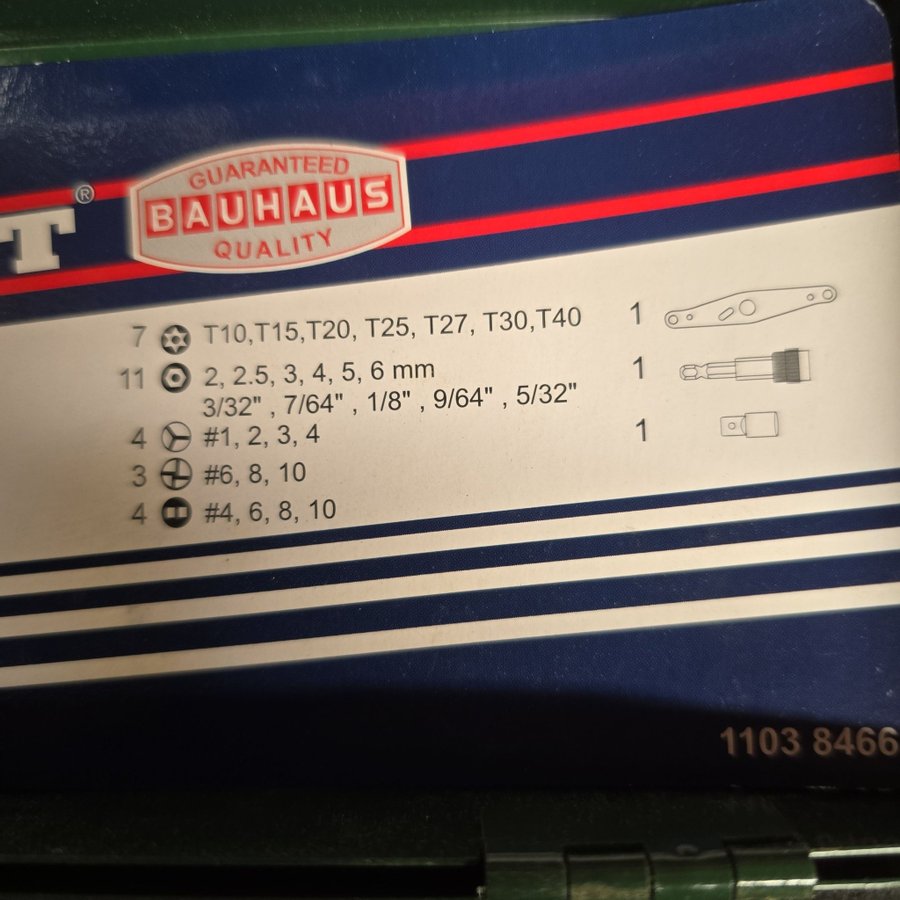 T®
GUARANTEED
BAUHAUS
QUALITY
7 T10,T15,T20, T25, T27, T30,T40
11 2, 2.5, 3, 4, 5, 6 mm
3/32" , 7/64" , 1/8" , 9/64" , 5/32"
4 #1, 2, 3, 4
3 #6, 8, 10
4 #4, 6, 8, 10
1
1
1
1103 8466